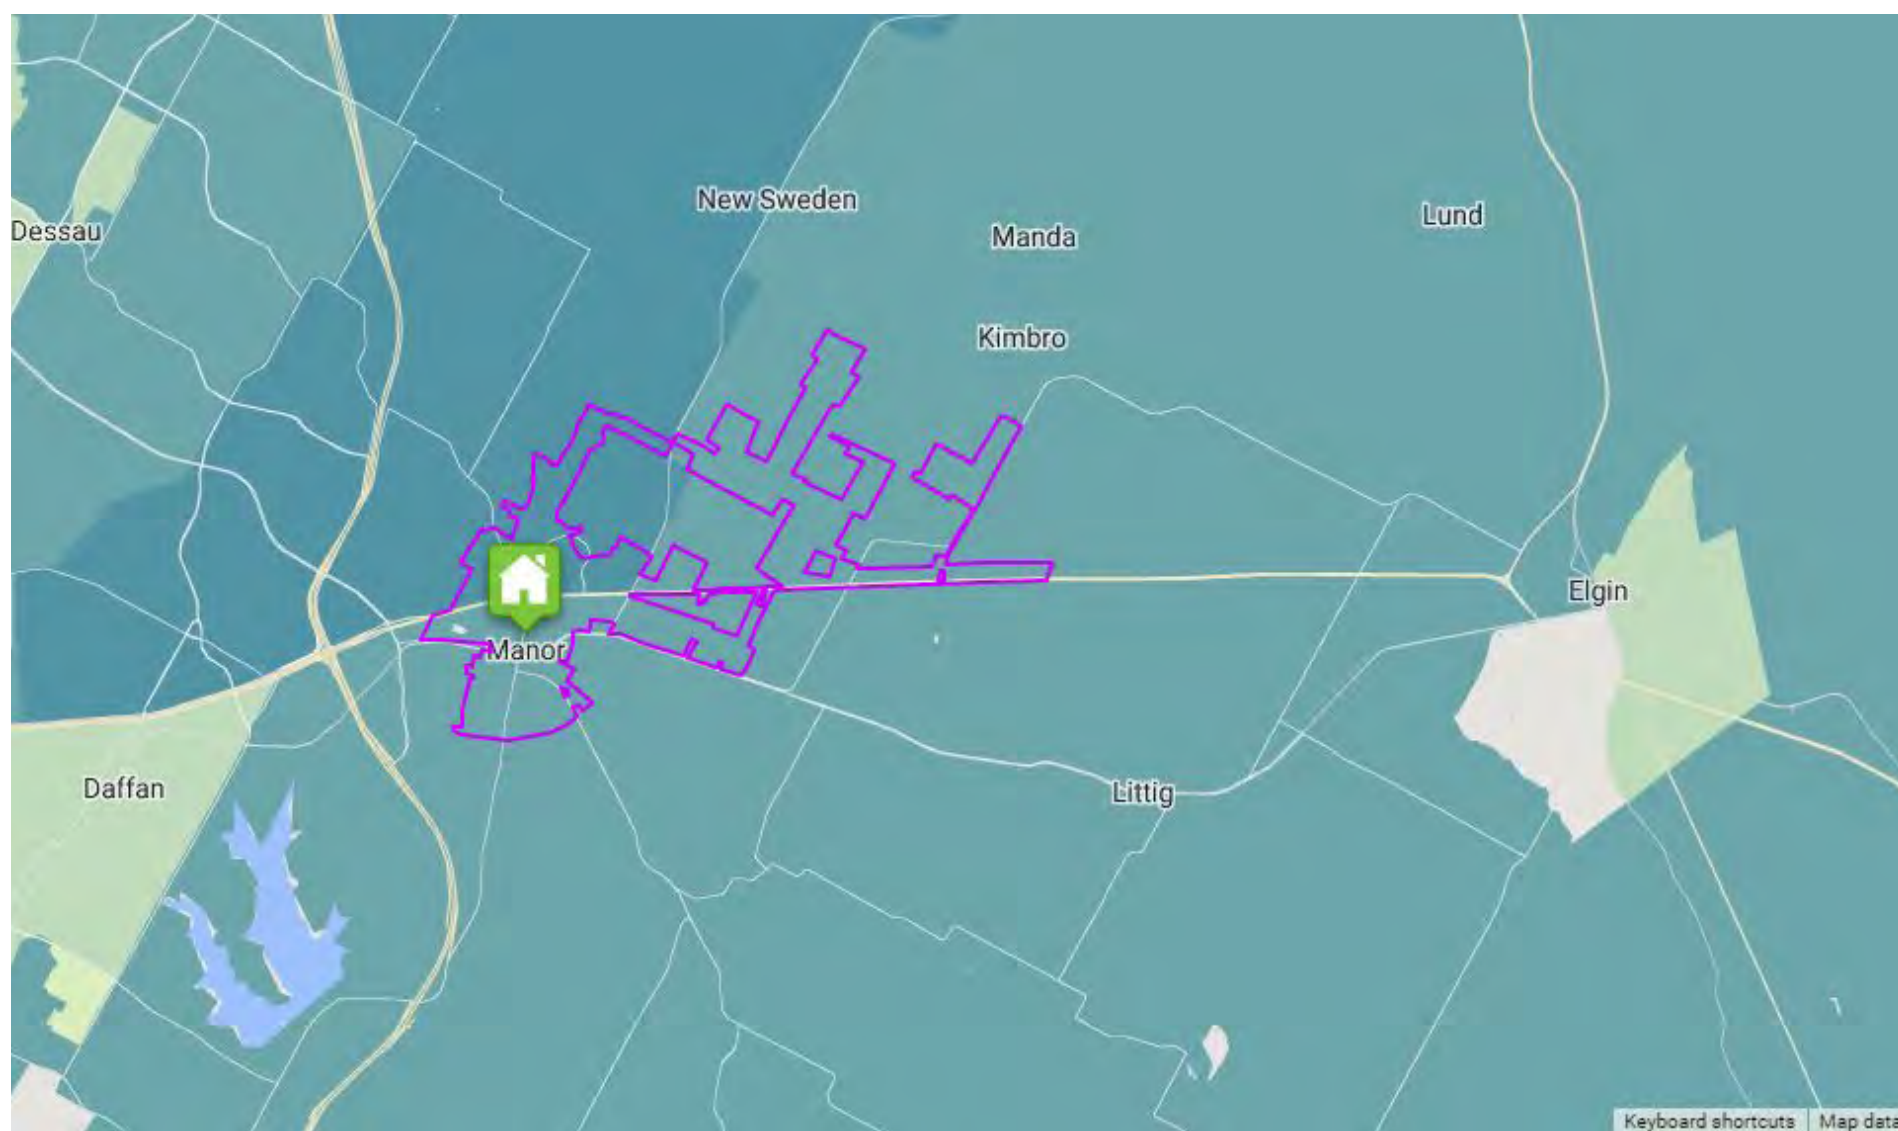 New Sweden
Lund
Dessau
Manda
Kimbro
Elgin
Manor
Daffan
Littig
Keyboard shortcuts
Map data